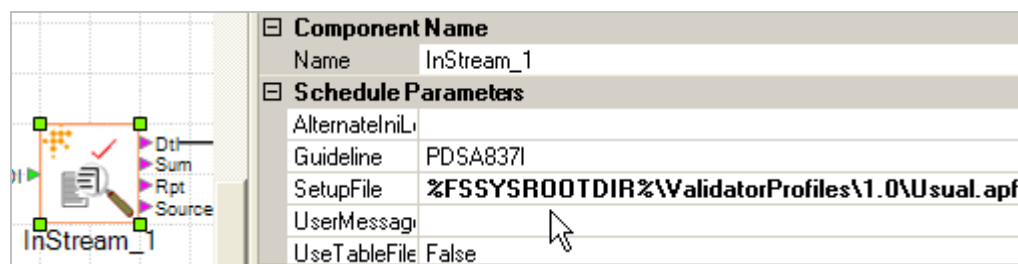 Component Name
Name InStream_1
Schedule Parameters
AlternateIniL
Guideline PDSA837I
SetupFile %FSSYSROOTDIR%\ValidatorProfiles\1.0\Usual.apf
UserMessag
UseTableFile False
Dtl
Sum
Rpt
Source
InStream_1